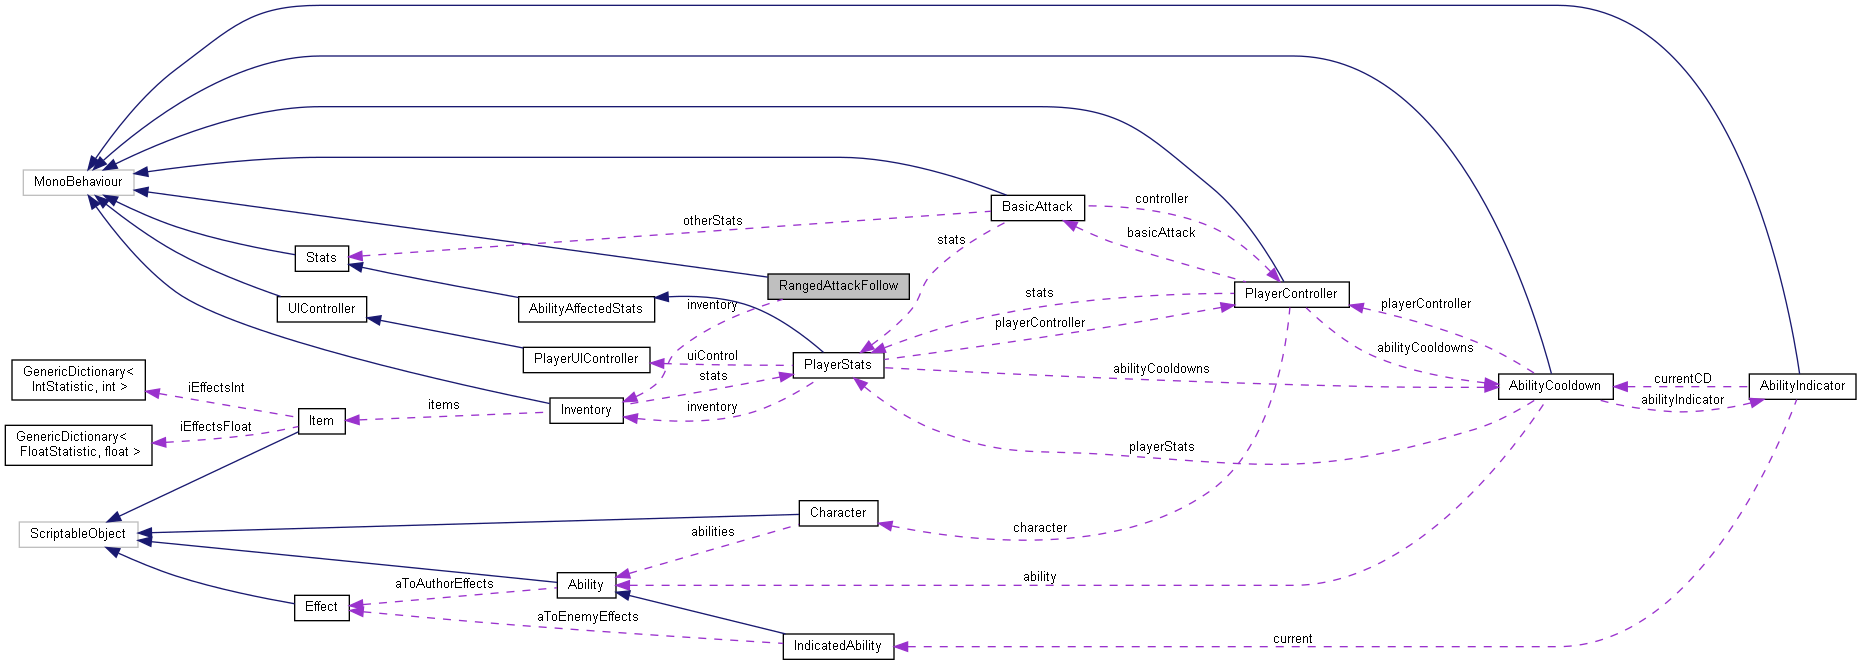 MonoBehaviour
BasicAttack
controller
otherStats
basicAttack
stats
Stats
RangedAttackFollow
PlayerController
UIController
AbilityAffectedStats
inventory
stats
playerController
playerController
PlayerUIController
uiControl
PlayerStats
abilityCooldowns
GenericDictionary<
IntStatistic, int >
iEffectsInt
stats
abilityCooldowns
AbilityCooldown
currentCD
AbilityIndicator
abilityIndicator
items
Inventory
inventory
Item
iEffectsFloat
GenericDictionary<
FloatStatistic, float >
playerStats
Character
ScriptableObject
abilities
character
aToAuthorEffects
Ability
ability
Effect
aToEnemyEffects
IndicatedAbility
current